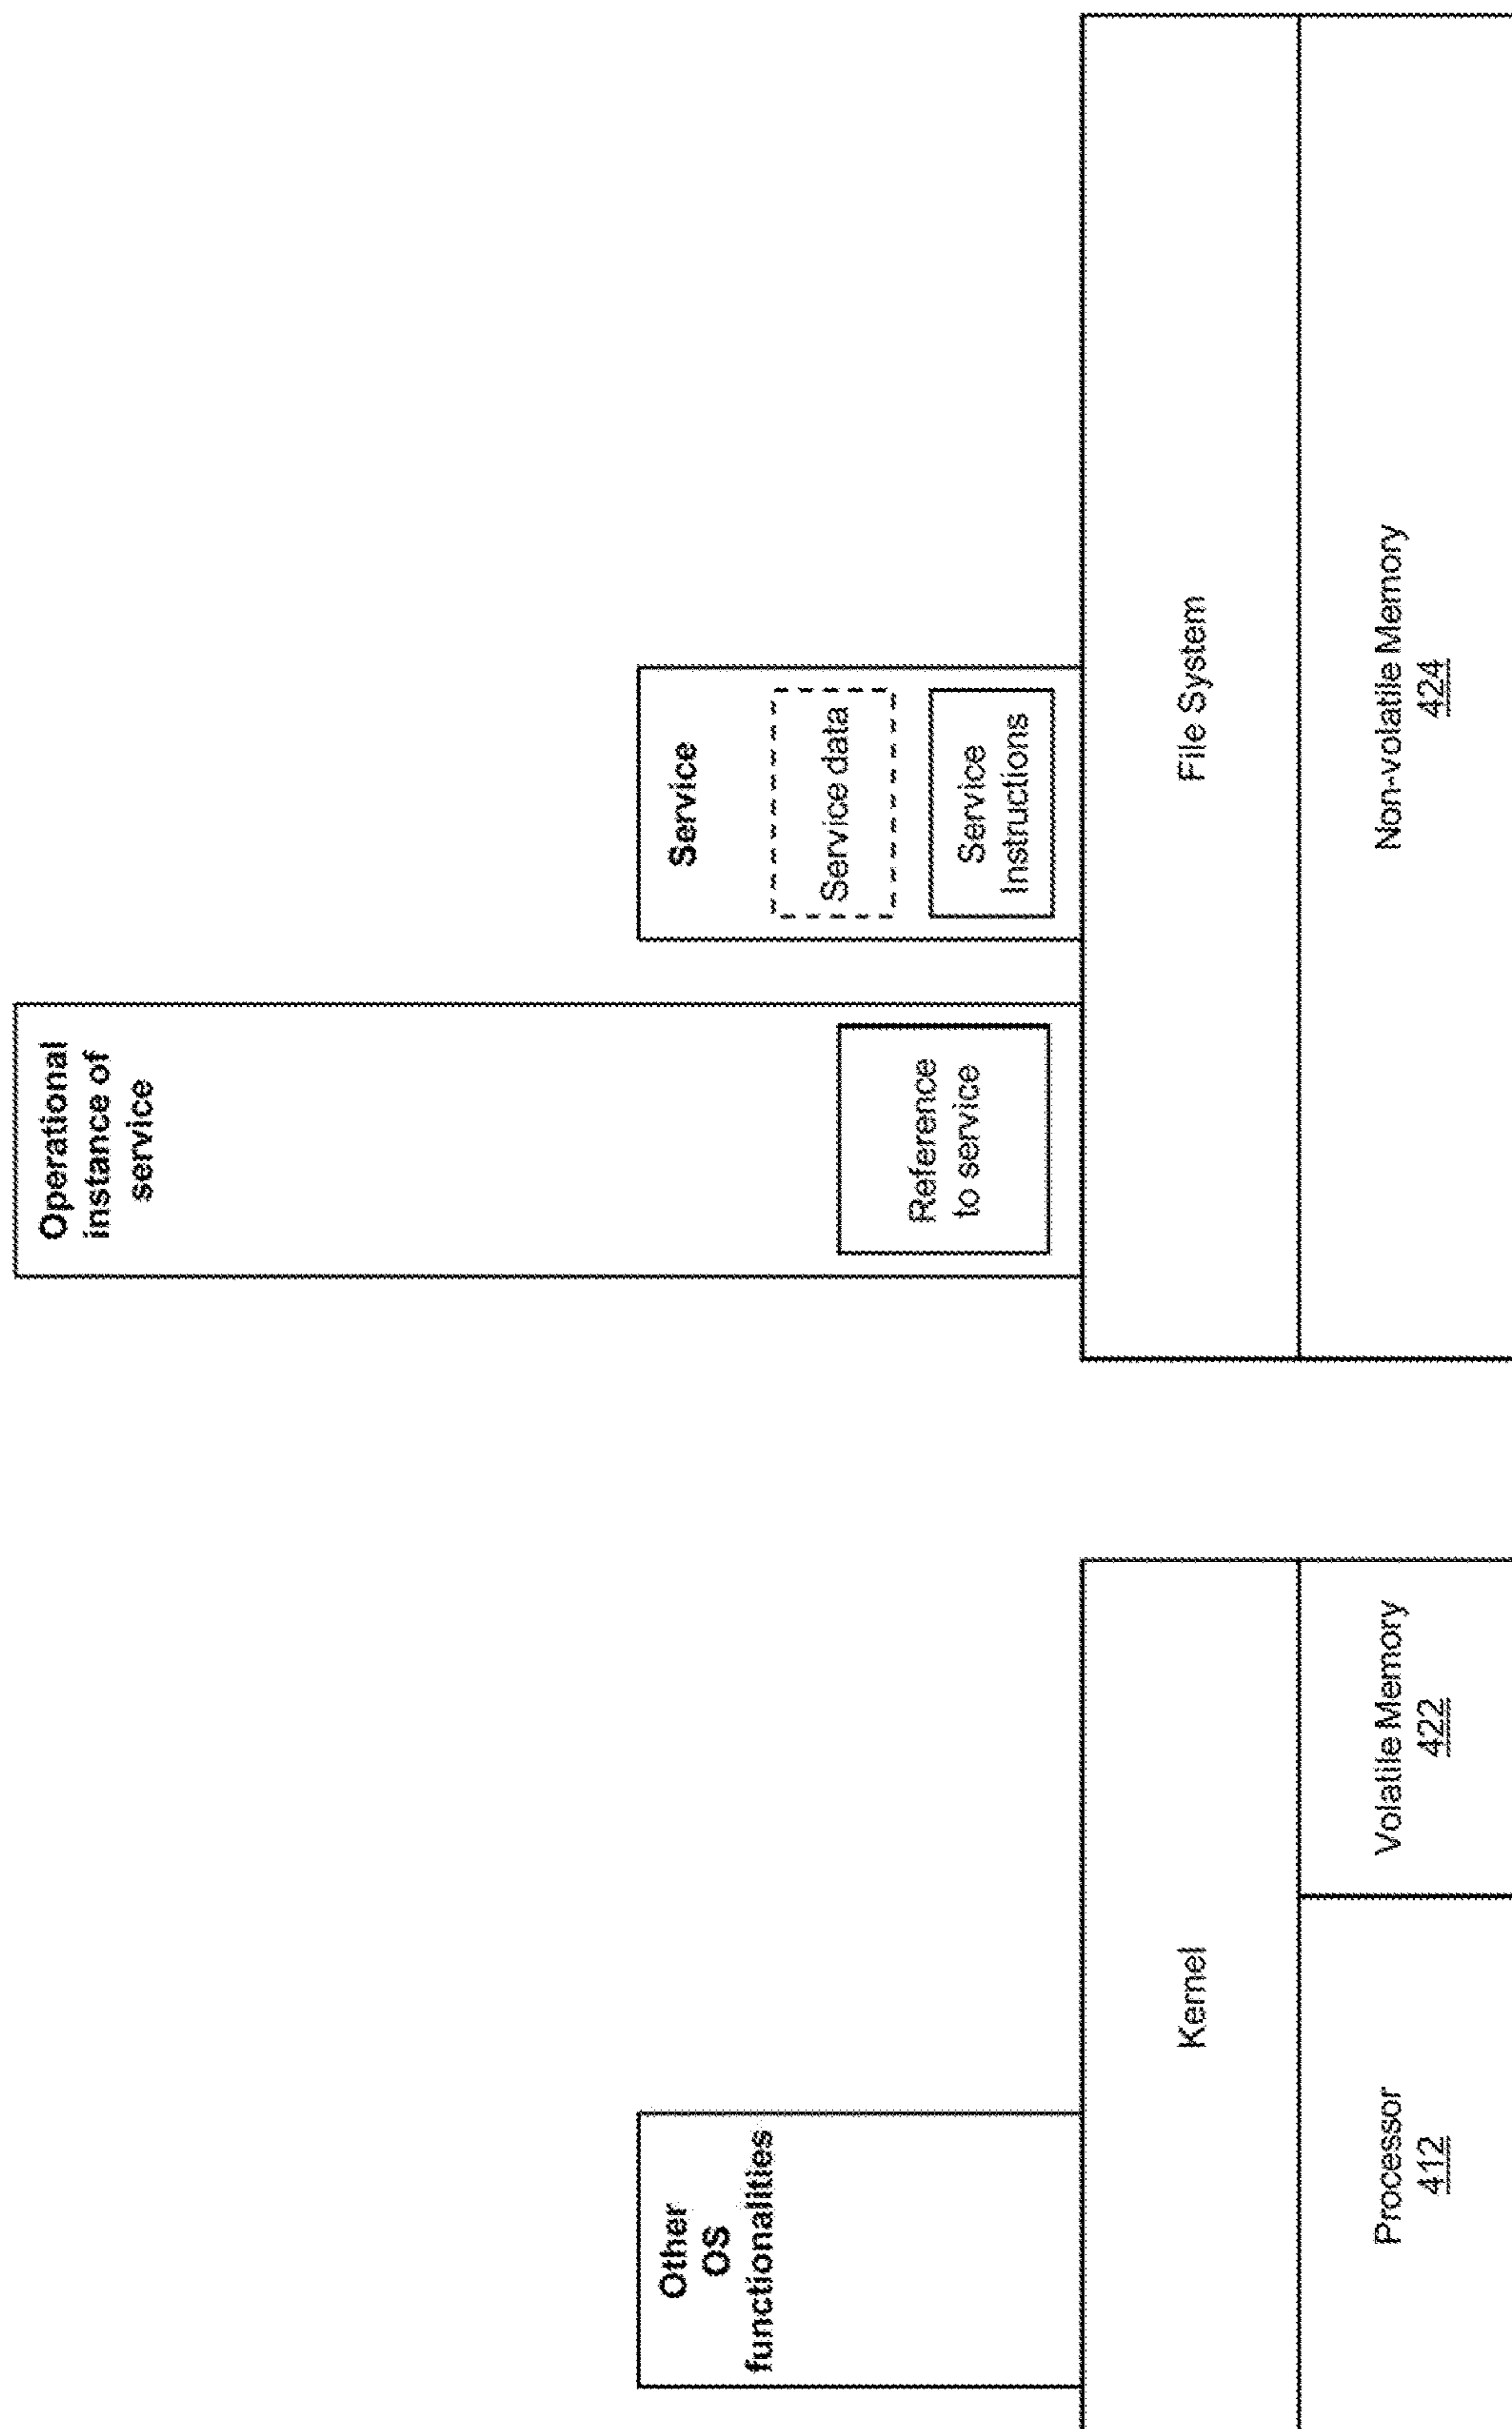 Operational
instance of
service
Reference
to service
Service
Service data
Service
Instructions
File System
Non-volatile Memory
424
Other
OS
functionalities
Kernel
Processor
412
Volatile Memory
422